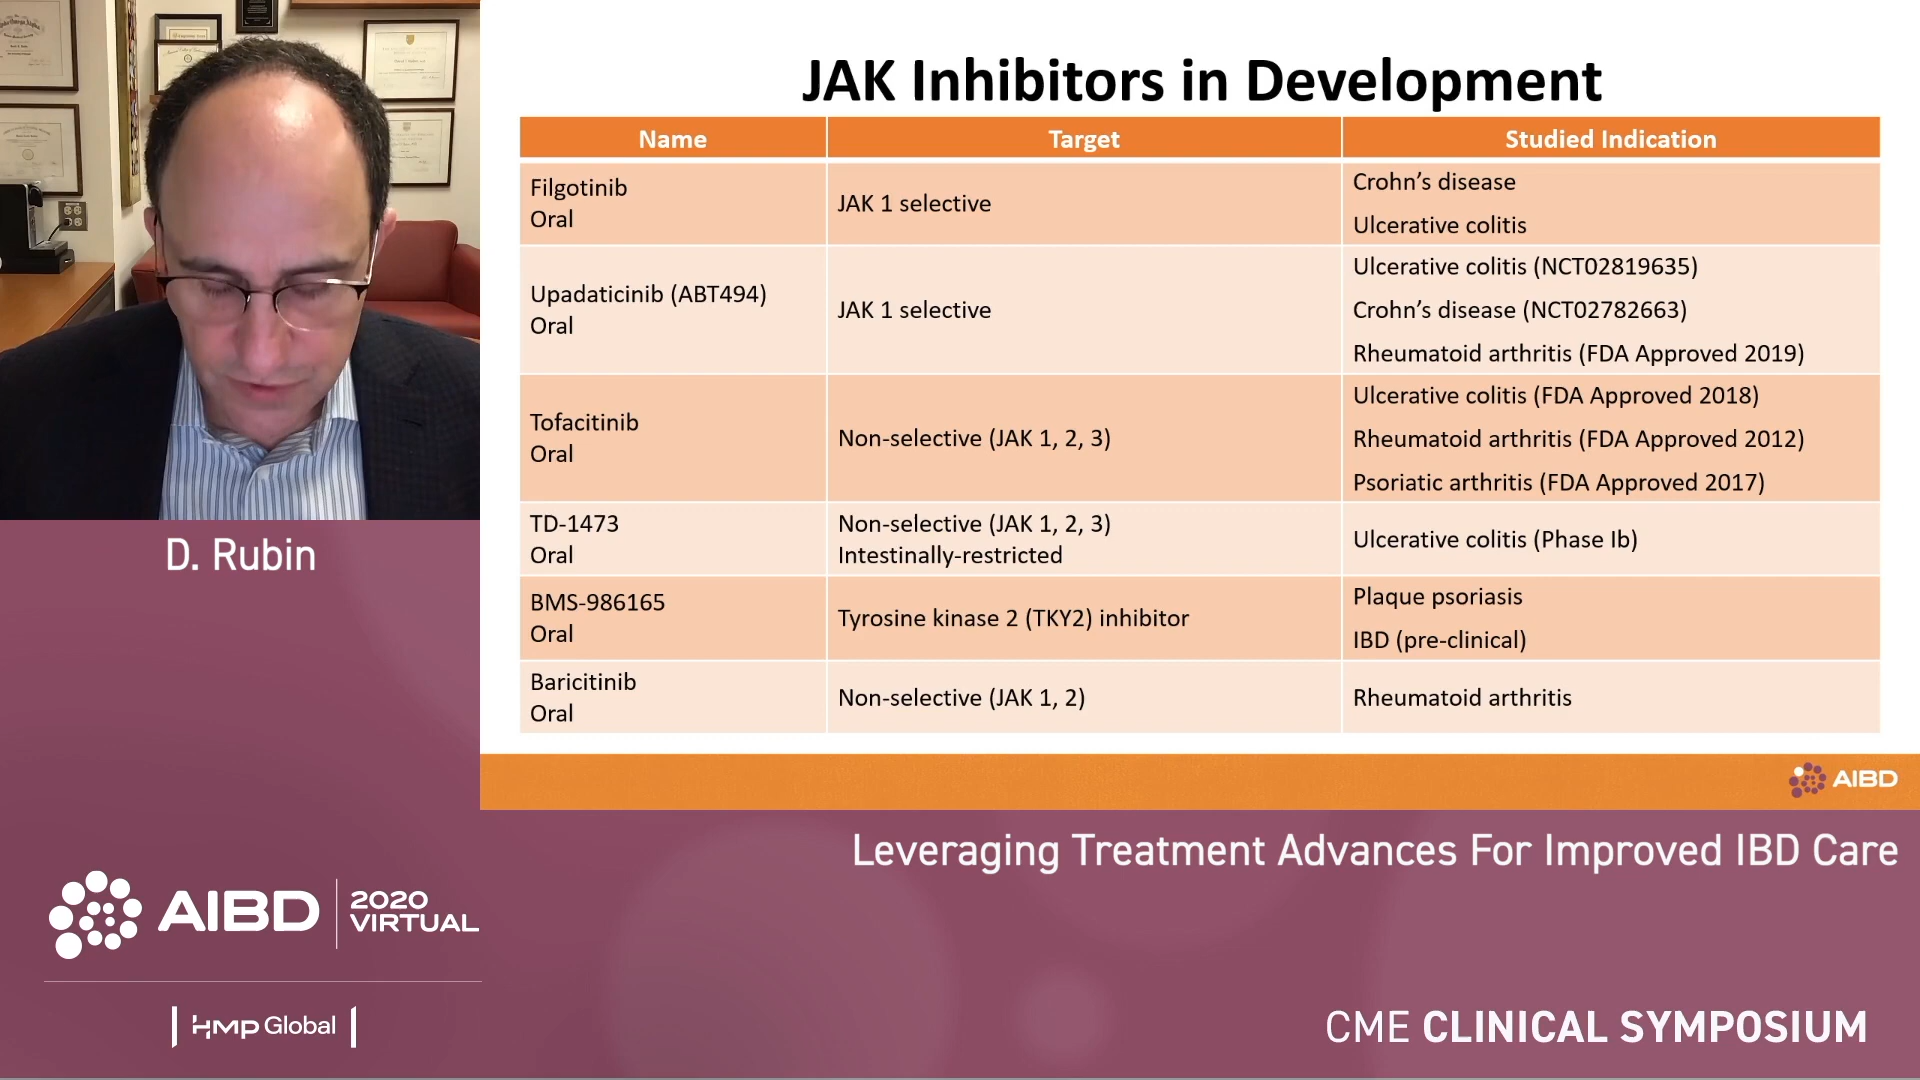 JAK Inhibitors in Development
Name
Target
Studied Indication
Filgotinib
Oral
JAK 1 selective
Crohn's disease
Ulcerative colitis
Upadaticinib (ABT494)
Oral
JAK 1 selective
Ulcerative colitis (NCT02819635)
Crohn's disease (NCT02782663)
Rheumatoid arthritis (FDA Approved 2019)
Tofacitinib
Oral
Non-selective (JAK 1, 2, 3)
Ulcerative colitis (FDA Approved 2018)
Rheumatoid arthritis (FDA Approved 2012)
Psoriatic arthritis (FDA Approved 2017)
TD-1473
Oral
Non-selective (JAK 1, 2, 3)
Intestinally-restricted
Ulcerative colitis (Phase Ib)
BMS-986165
Oral
Tyrosine kinase 2 (TKY2) inhibitor
Plaque psoriasis
IBD (pre-clinical)
Baricitinib
Oral
Non-selective (JAK 1, 2)
Rheumatoid arthritis
AIBD
D. Rubin
Leveraging Treatment Advances For Improved IBD Care
AIBD
2020
VIRTUAL
HMP Global
CME CLINICAL SYMPOSIUM